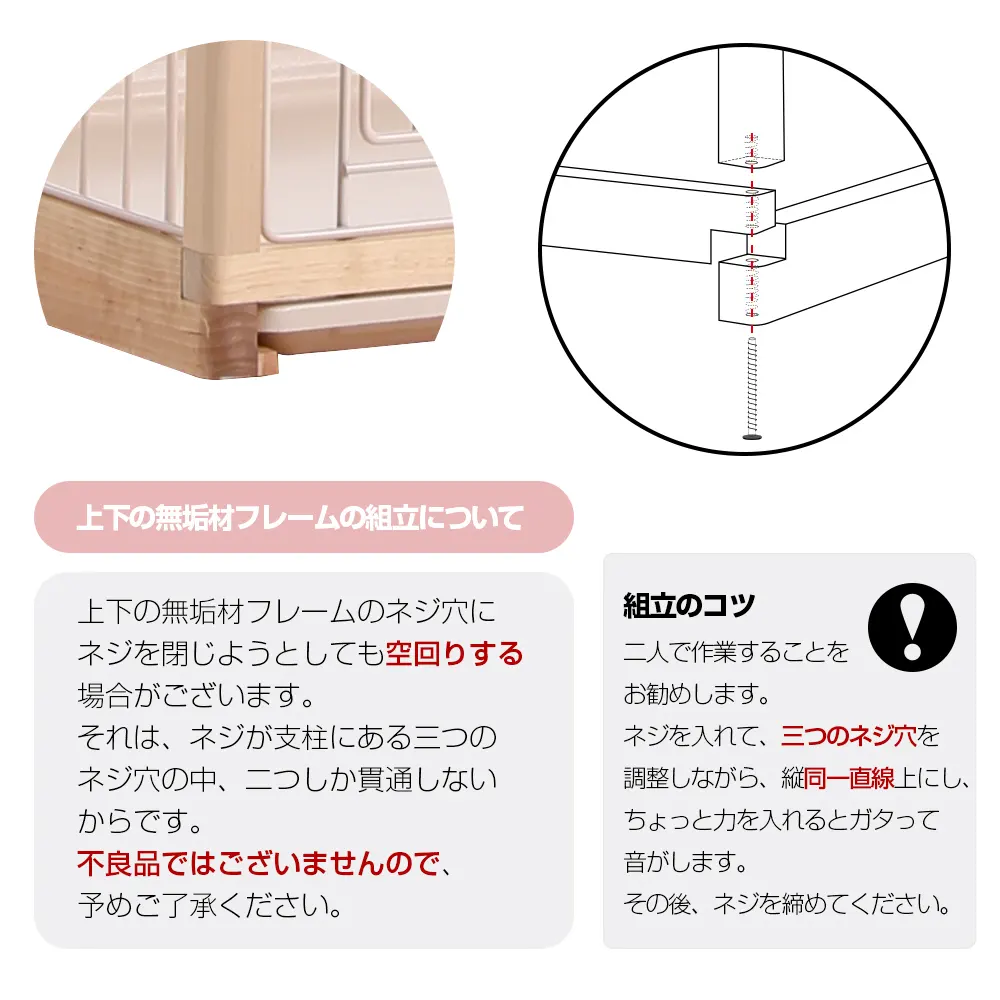 上下の無垢材フレームの組立について
上下の無垢材フレームのネジ穴に
ネジを閉じようとしても空回りする
場合がございます。
それは、ネジが支柱にある三つの
ネジ穴の中、二つしか貫通しない
からです。
不良品ではございませんので、
予めご了承ください。
組立のコツ
二人で作業することを
お勧めします。
ネジを入れて、三つのネジ穴を
調整しながら、縦同一直線上にし、
ちょっと力を入れるとガタって
音がします。
その後、ネジを締めてください。